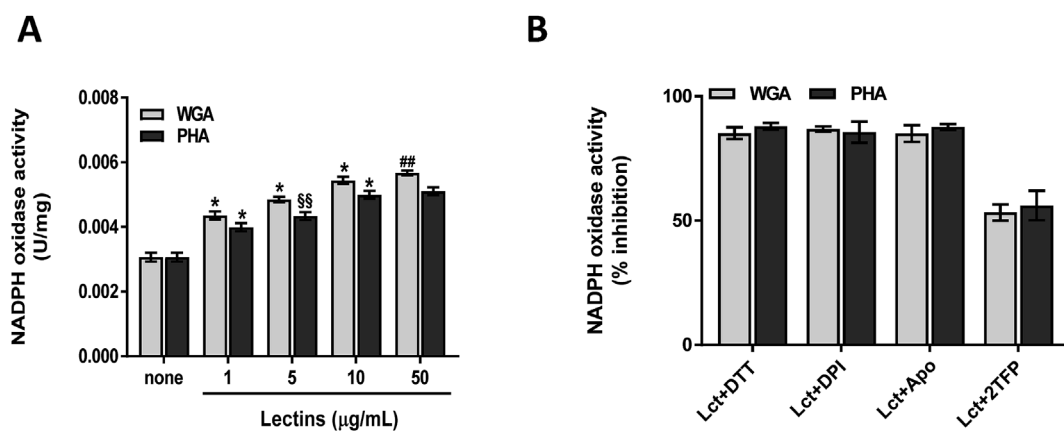 A
NADPH oxidase activity
(U/mg)
0.008
0.006
0.004
0.002
0.000
WGA
PHA
*
*
*
§§
*
*
##
none
1
5
10
50
Lectins (μg/mL)
B
NADPH oxidase activity
(% inhibition)
100
50
0
WGA
PHA
Lct+DTT
Lct+DPI
Lct+Apo
Lct+2TFP